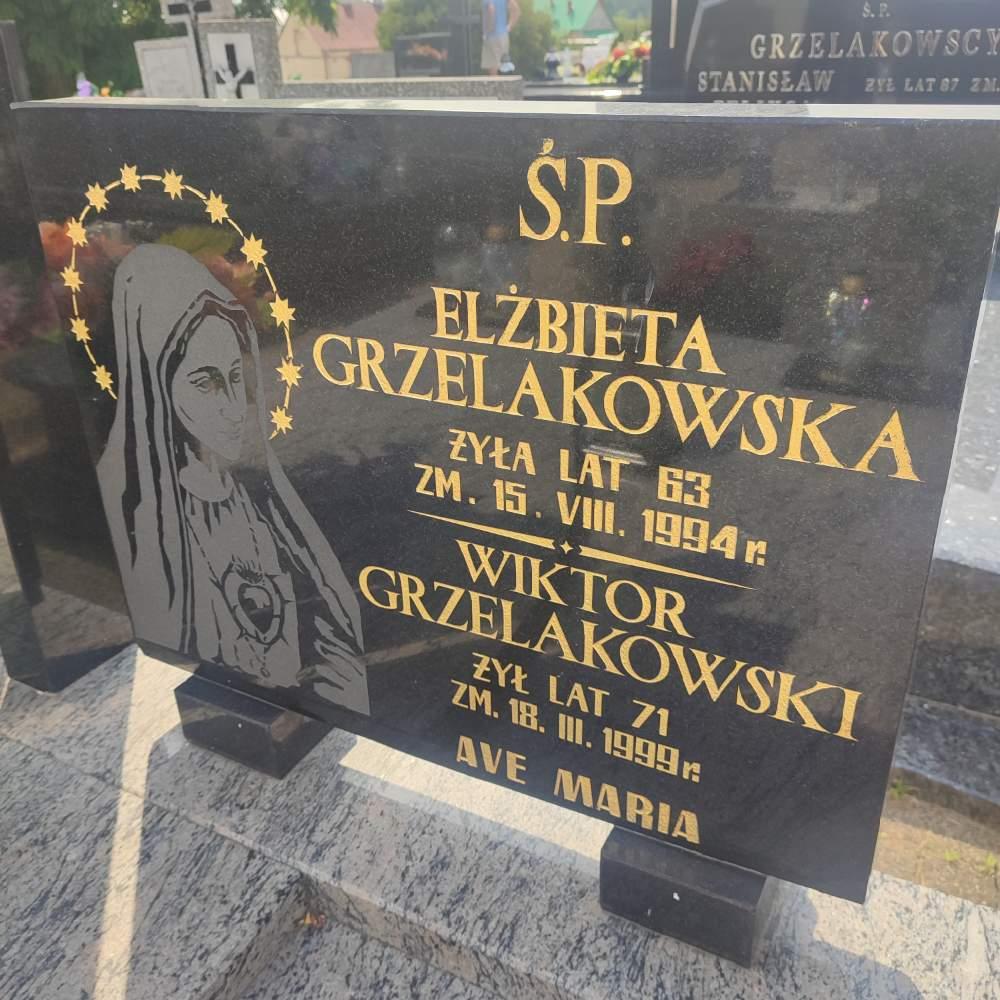 Ś.P.
GRZELAKOWSCY
STANISŁAW ŻYŁ LAT 87
Ś.P.
ELŻBIETA
GRZELAKOWSKA
ŻYŁA LAT 63
ZM. 15. VIII. 1994 r.
WIKTOR
GRZELAKOWSKI
ŻYŁ LAT 71
ZM. 18. III. 1999 r.
AVE MARIA